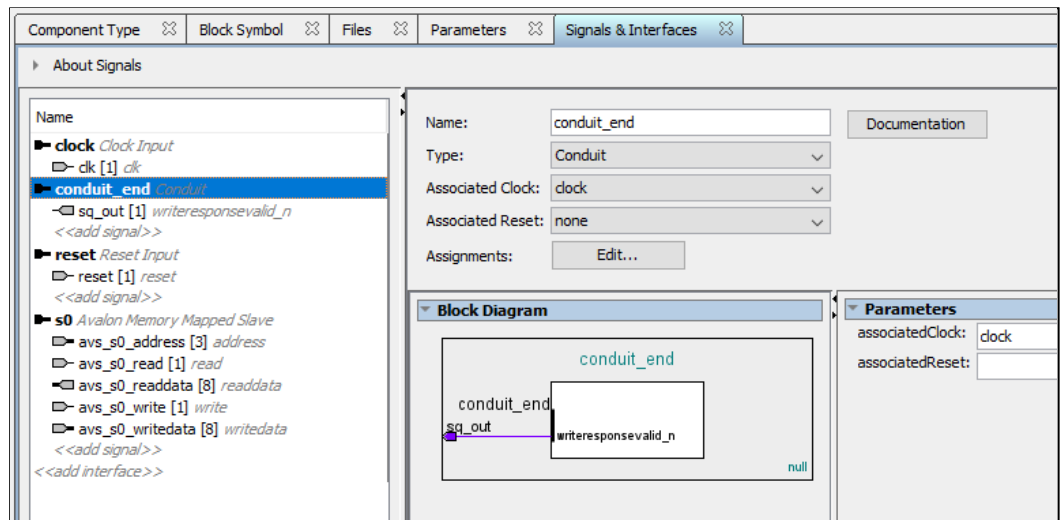 Component Type Block Symbol Files Parameters Signals & Interfaces
About Signals
Name
clock Clock Input
clk [1] clk
conduit_end Conduit
sq_out [1] writeresponsevalid_n
<<add signal>>
reset Reset Input
reset [1] reset
<<add signal>>
s0 Avalon Memory Mapped Slave
avs_s0_address [3] address
avs_s0_read [1] read
avs_s0_readdata [8] readdata
avs_s0_write [1] write
avs_s0_writedata [8] writedata
<<add signal>>
<<add interface>>
Name: conduit_end Documentation
Type: Conduit
Associated Clock: clock
Associated Reset: none
Assignments: Edit...
Block Diagram
conduit_end
conduit_end
sq_out
writeresponsevalid_n
null
Parameters
associatedClock: clock
associatedReset: